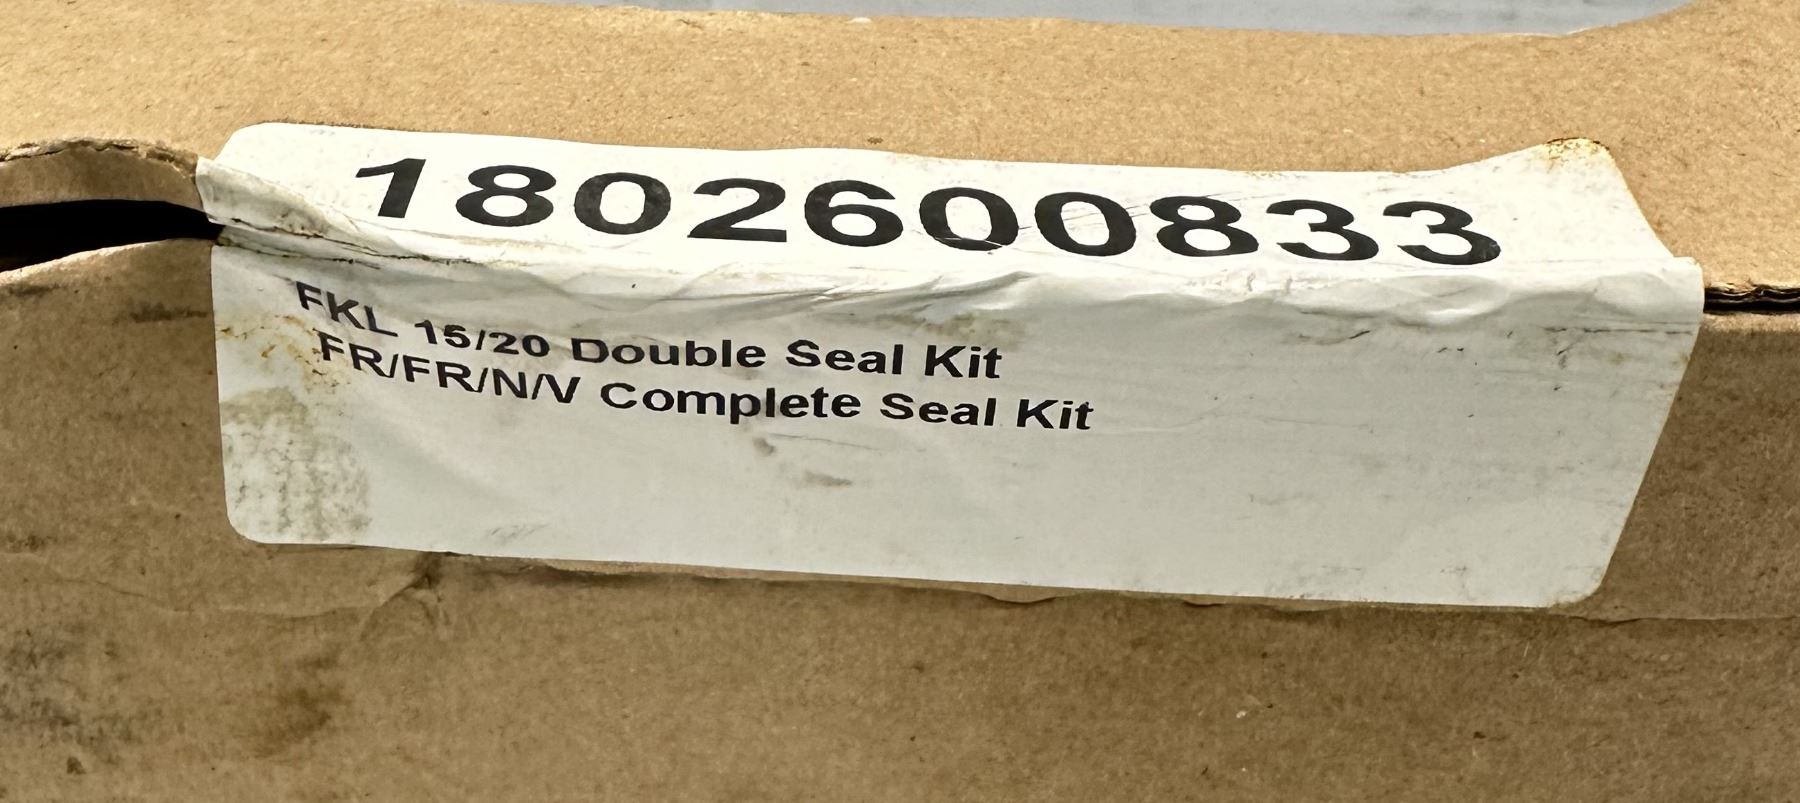 1802600833
FKL 15/20 Double Seal Kit
FR/FR/N/V Complete Seal Kit